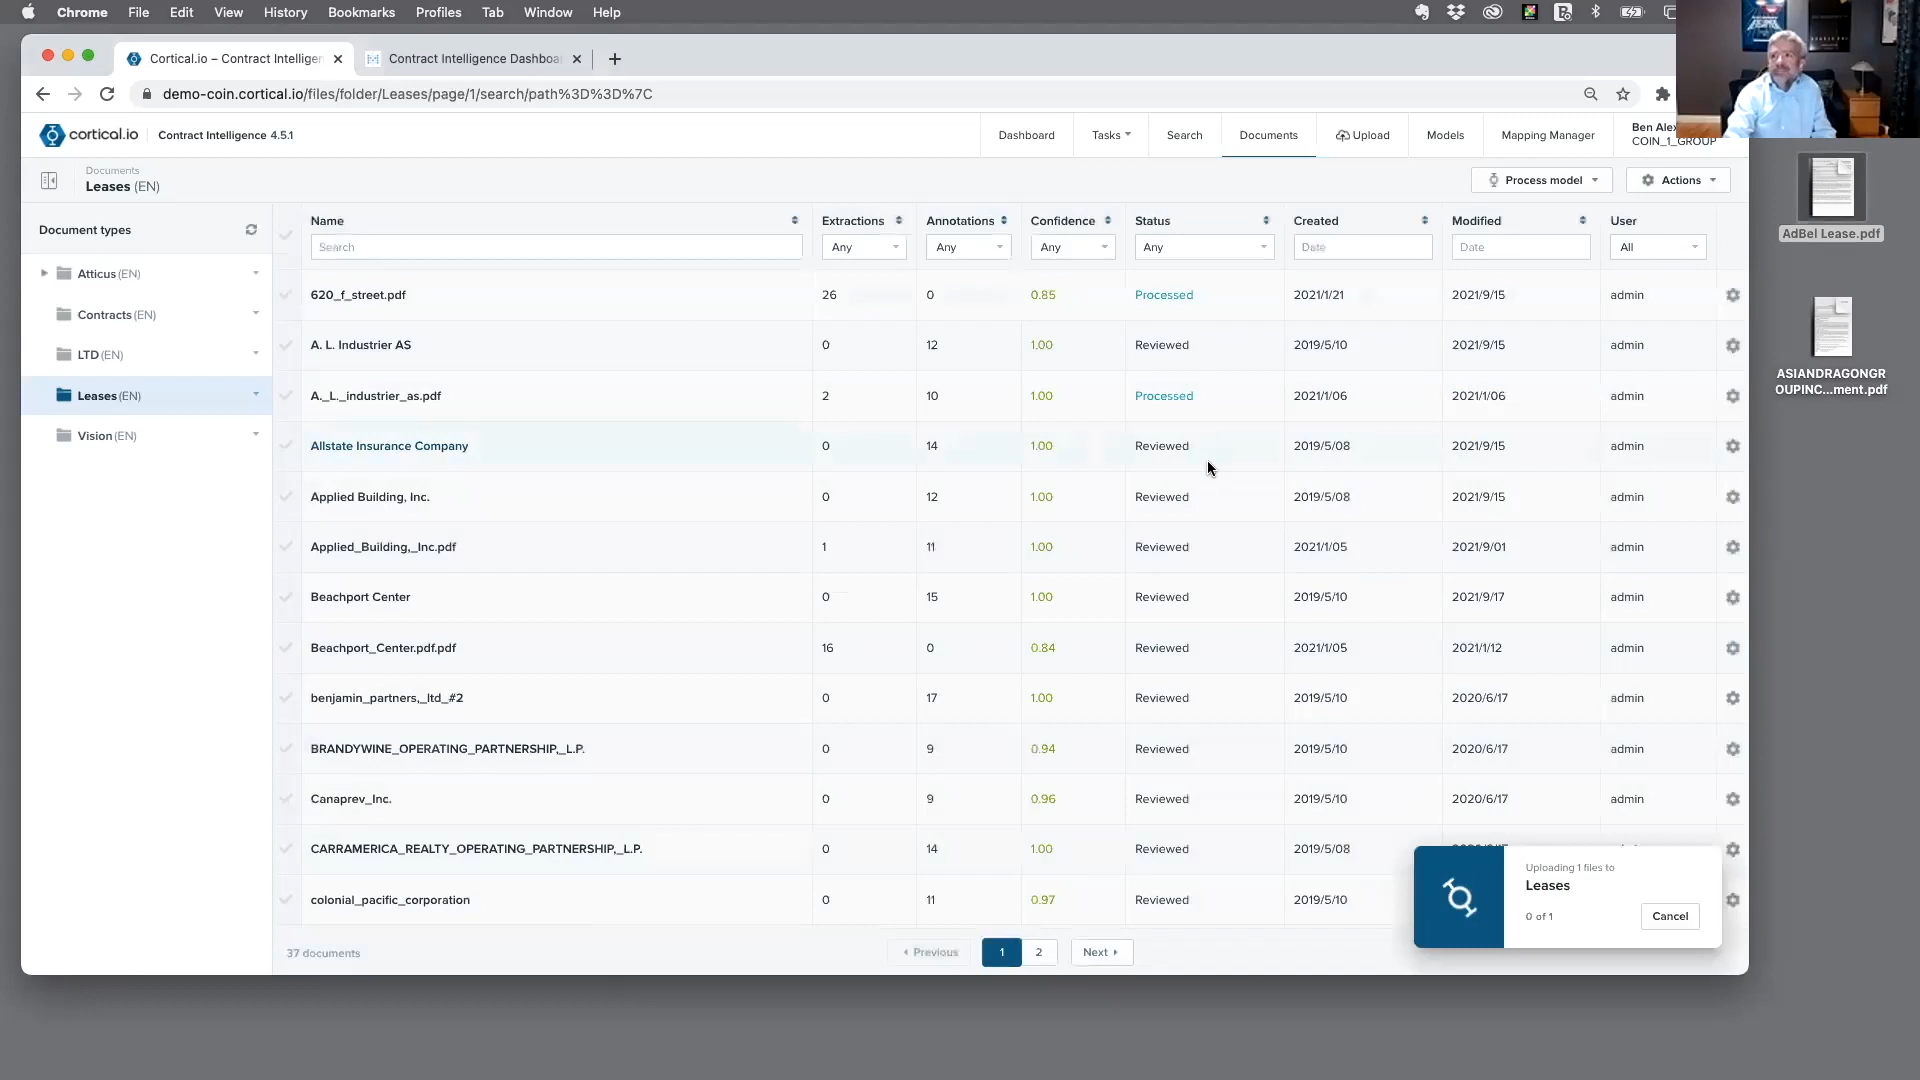 Chrome File Edit View History Bookmarks Profiles Tab Window Help
Cortical.io – Contract Intelligen
Contract Intelligence Dashboa
demo-coin.cortical.io/files/folder/Leases/page/1/search/path%3D%3D%7C
cortical.io Contract Intelligence 4.5.1 Dashboard Tasks Search Documents Upload Models Mapping Manager Ben Alex
COIN_1_GROUP
Documents
Leases (EN)
Process model Actions
Document types
Atticus (EN)
Contracts (EN)
LTD (EN)
Leases (EN)
Vision (EN)
Name Extractions Annotations Confidence Status Created Modified User
Search Any Any Any Any Date Date All
620_f_street.pdf 26 0 0.85 Processed 2021/1/21 2021/9/15 admin
A. L. Industrier AS 0 12 1.00 Reviewed 2019/5/10 2021/9/15 admin
A._L._industrier_as.pdf 2 10 1.00 Processed 2021/1/06 2021/1/06 admin
Allstate Insurance Company 0 14 1.00 Reviewed 2019/5/08 2021/9/15 admin
Applied Building, Inc. 0 12 1.00 Reviewed 2019/5/08 2021/9/15 admin
Applied_Building,_Inc.pdf 1 11 1.00 Reviewed 2021/1/05 2021/9/01 admin
Beachport Center 0 15 1.00 Reviewed 2019/5/10 2021/9/17 admin
Beachport_Center.pdf.pdf 16 0 0.84 Reviewed 2021/1/05 2021/1/12 admin
benjamin_partners,_ltd_#2 0 17 1.00 Reviewed 2019/5/10 2020/6/17 admin
BRANDYWINE_OPERATING_PARTNERSHIP,_L.P. 0 9 0.94 Reviewed 2019/5/10 2020/6/17 admin
Canaprev_Inc. 0 9 0.96 Reviewed 2019/5/10 2020/6/17 admin
CARRAMERICA_REALTY_OPERATING_PARTNERSHIP,_L.P. 0 14 1.00 Reviewed 2019/5/08
colonial_pacific_corporation 0 11 0.97 Reviewed 2019/5/10
Uploading 1 files to
Leases
0 of 1 Cancel
37 documents Previous 1 2 Next
AdBel Lease.pdf
ASIANDRAGONGR
OUPINC...ment.pdf